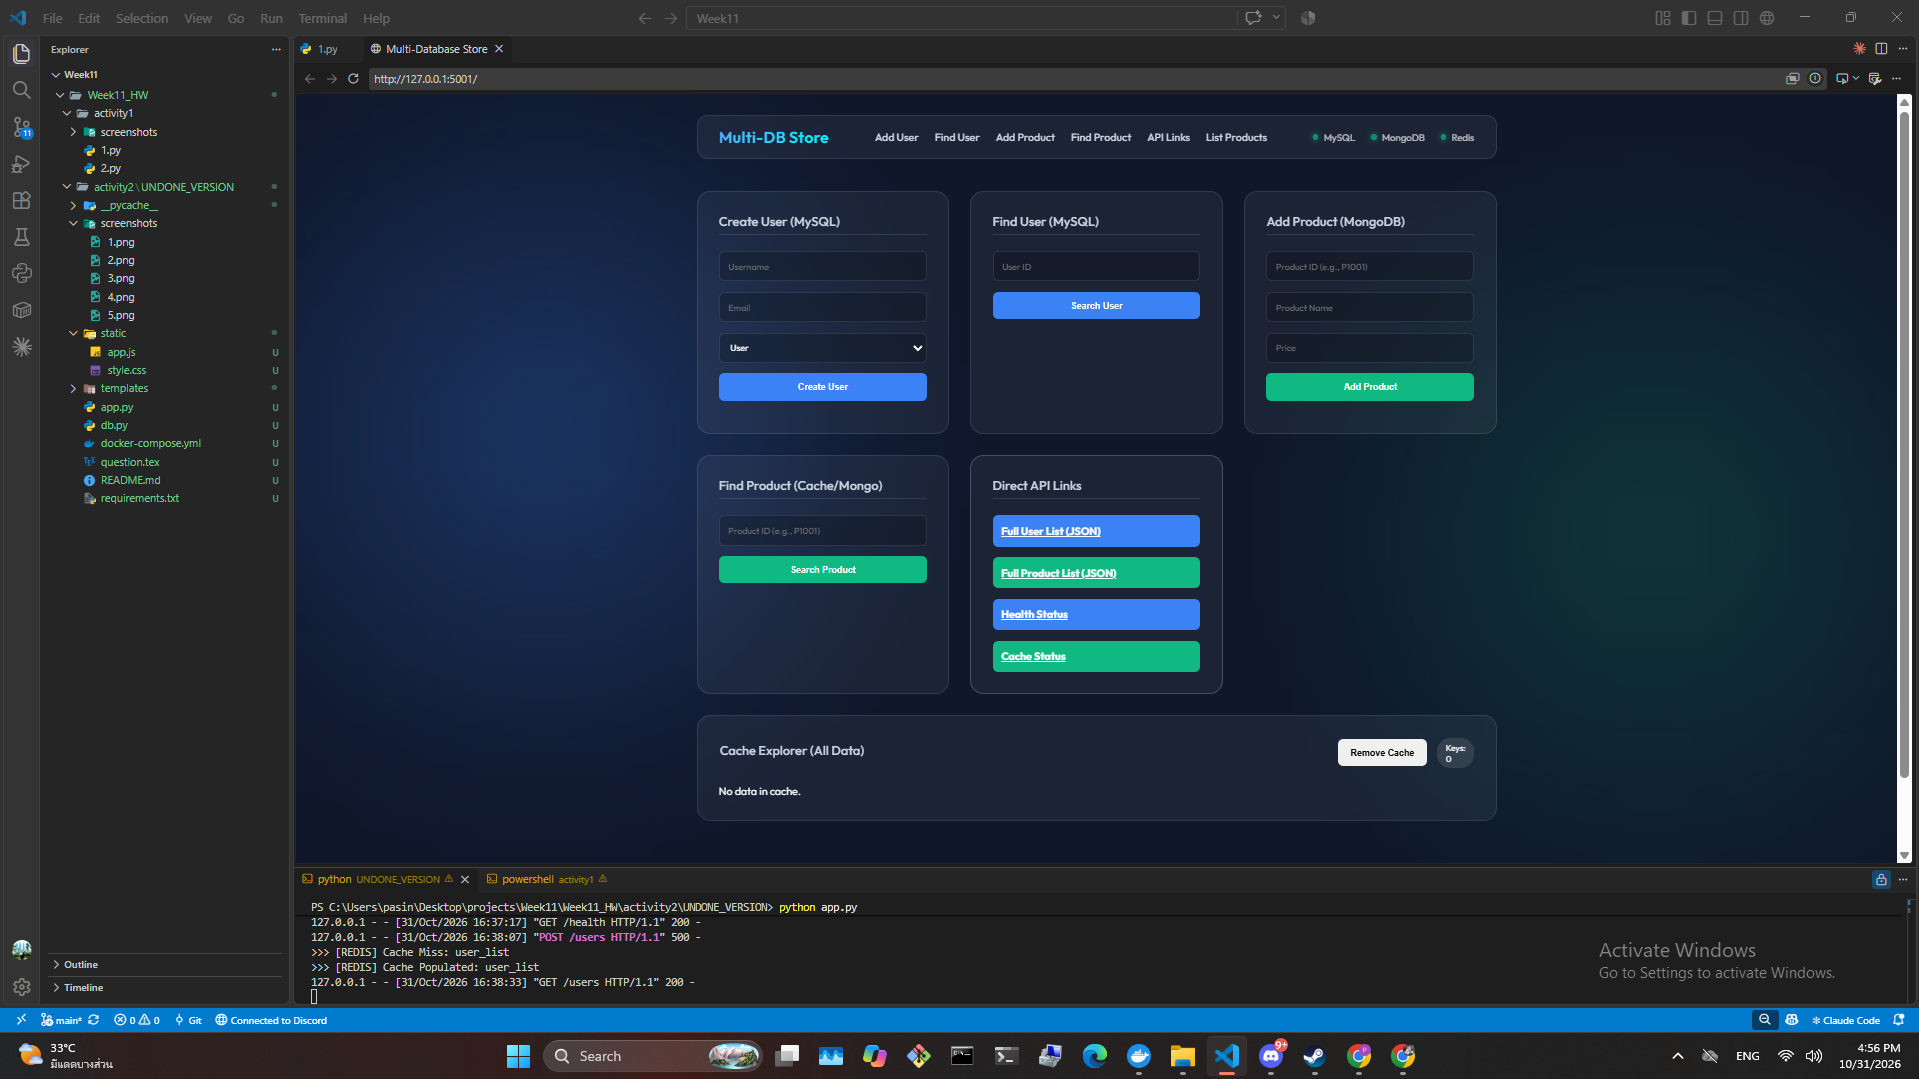 File Edit Selection View Go Run Terminal Help
Week11
Explorer
Week11
Week11_HW
activity1
screenshots
1.py
2.py
activity2 \ UNDONE_VERSION
__pycache__
screenshots
1.png
2.png
3.png
4.png
5.png
static
app.js U
style.css U
templates
app.py U
db.py U
docker-compose.yml U
question.tex U
README.md U
requirements.txt U
Outline
Timeline
1.py
Multi-Database Store
http://127.0.0.1:5001/
Multi-DB Store Add User Find User Add Product Find Product API Links List Products MySQL MongoDB Redis
Create User (MySQL)
Username
Email
User
Create User
Find User (MySQL)
User ID
Search User
Add Product (MongoDB)
Product ID (e.g., P1001)
Product Name
Price
Add Product
Find Product (Cache/Mongo)
Product ID (e.g., P1001)
Search Product
Direct API Links
Full User List (JSON)
Full Product List (JSON)
Health Status
Cache Status
Cache Explorer (All Data)
Remove Cache
Keys:
0
No data in cache.
python UNDONE_VERSION
powershell activity1
PS C:\Users\pasin\Desktop\projects\Week11\Week11_HW\activity2\UNDONE_VERSION> python app.py
127.0.0.1 - - [31/Oct/2026 16:37:17] "GET /health HTTP/1.1" 200 -
127.0.0.1 - - [31/Oct/2026 16:38:07] "POST /users HTTP/1.1" 500 -
>>> [REDIS] Cache Miss: user_list
>>> [REDIS] Cache Populated: user_list
127.0.0.1 - - [31/Oct/2026 16:38:33] "GET /users HTTP/1.1" 200 -
Activate Windows
Go to Settings to activate Windows.
11
main* 0 0 Git Connected to Discord
Claude Code
33°C
มีแดดบางส่วน
Search
9+
ENG
4:56 PM
10/31/2026